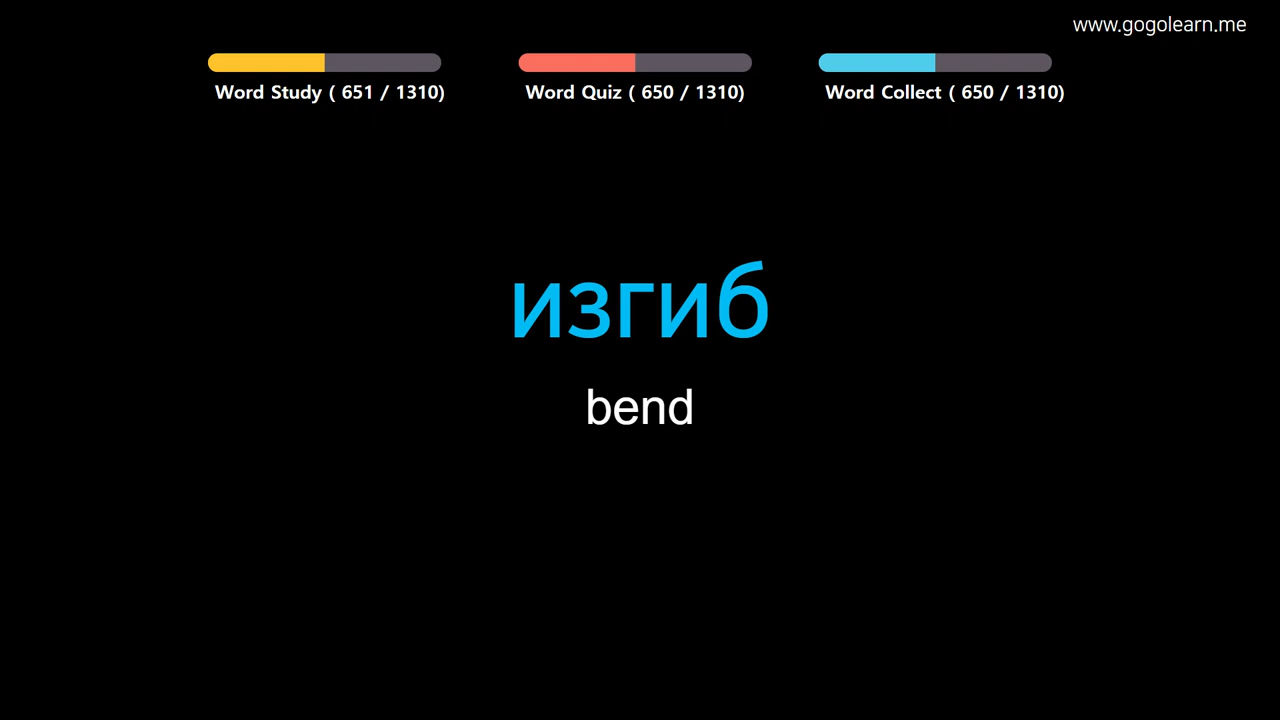 www.gogolearn.me
Word Study ( 651 / 1310)
Word Quiz ( 650 / 1310)
Word Collect ( 650 / 1310)
изгиб
bend